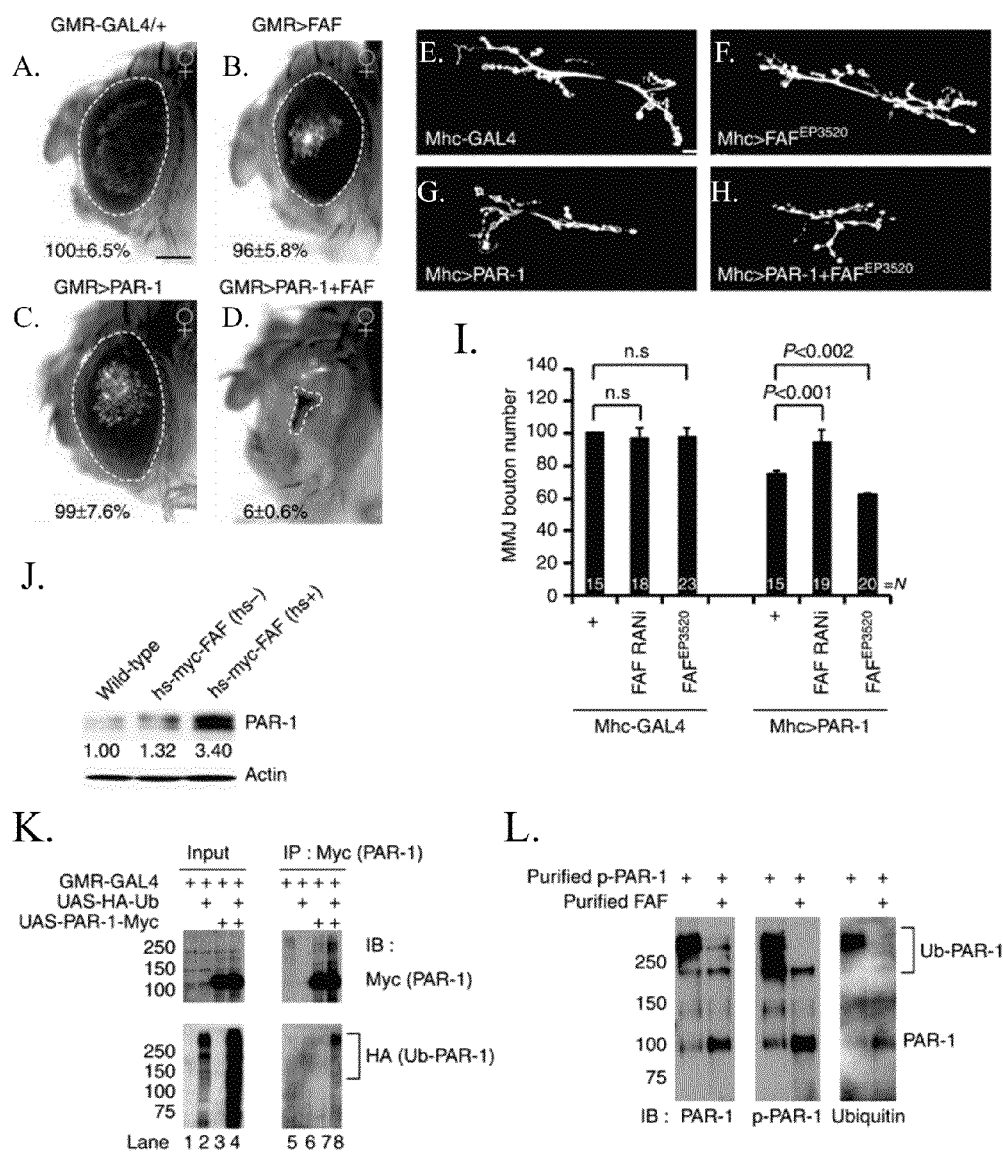 GMR-GAL4/+
GMR>FAF
A.
♀
B.
♀
100±6.5%
96±5.8%
GMR>PAR-1
GMR>PAR-1+FAF
C.
♀
D.
♀
99±7.6%
6±0.6%
E.
Mhc-GAL4
F.
Mhc>FAF^EP3520
G.
Mhc>PAR-1
H.
Mhc>PAR-1+FAF^EP3520
I.
MMJ bouton number
140
120
100
80
60
40
20
0
n.s
n.s
P<0.002
P<0.001
15
18
23
15
19
20
=N
+
FAF RANi
FAF^EP3520
+
FAF RANi
FAF^EP3520
Mhc-GAL4
Mhc>PAR-1
J.
Wild-type
hs-myc-FAF (hs–)
hs-myc-FAF (hs+)
PAR-1
1.00 1.32 3.40
Actin
K.
Input
IP : Myc (PAR-1)
GMR-GAL4 + + + + + + + +
UAS-HA-Ub + + + +
UAS-PAR-1-Myc + + + +
250
150
100
IB :
Myc (PAR-1)
250
150
100
75
HA (Ub-PAR-1)
Lane 1 2 3 4 5 6 7 8
L.
Purified p-PAR-1 + + + + + +
Purified FAF + + +
250
150
100
75
Ub-PAR-1
PAR-1
IB : PAR-1 p-PAR-1 Ubiquitin